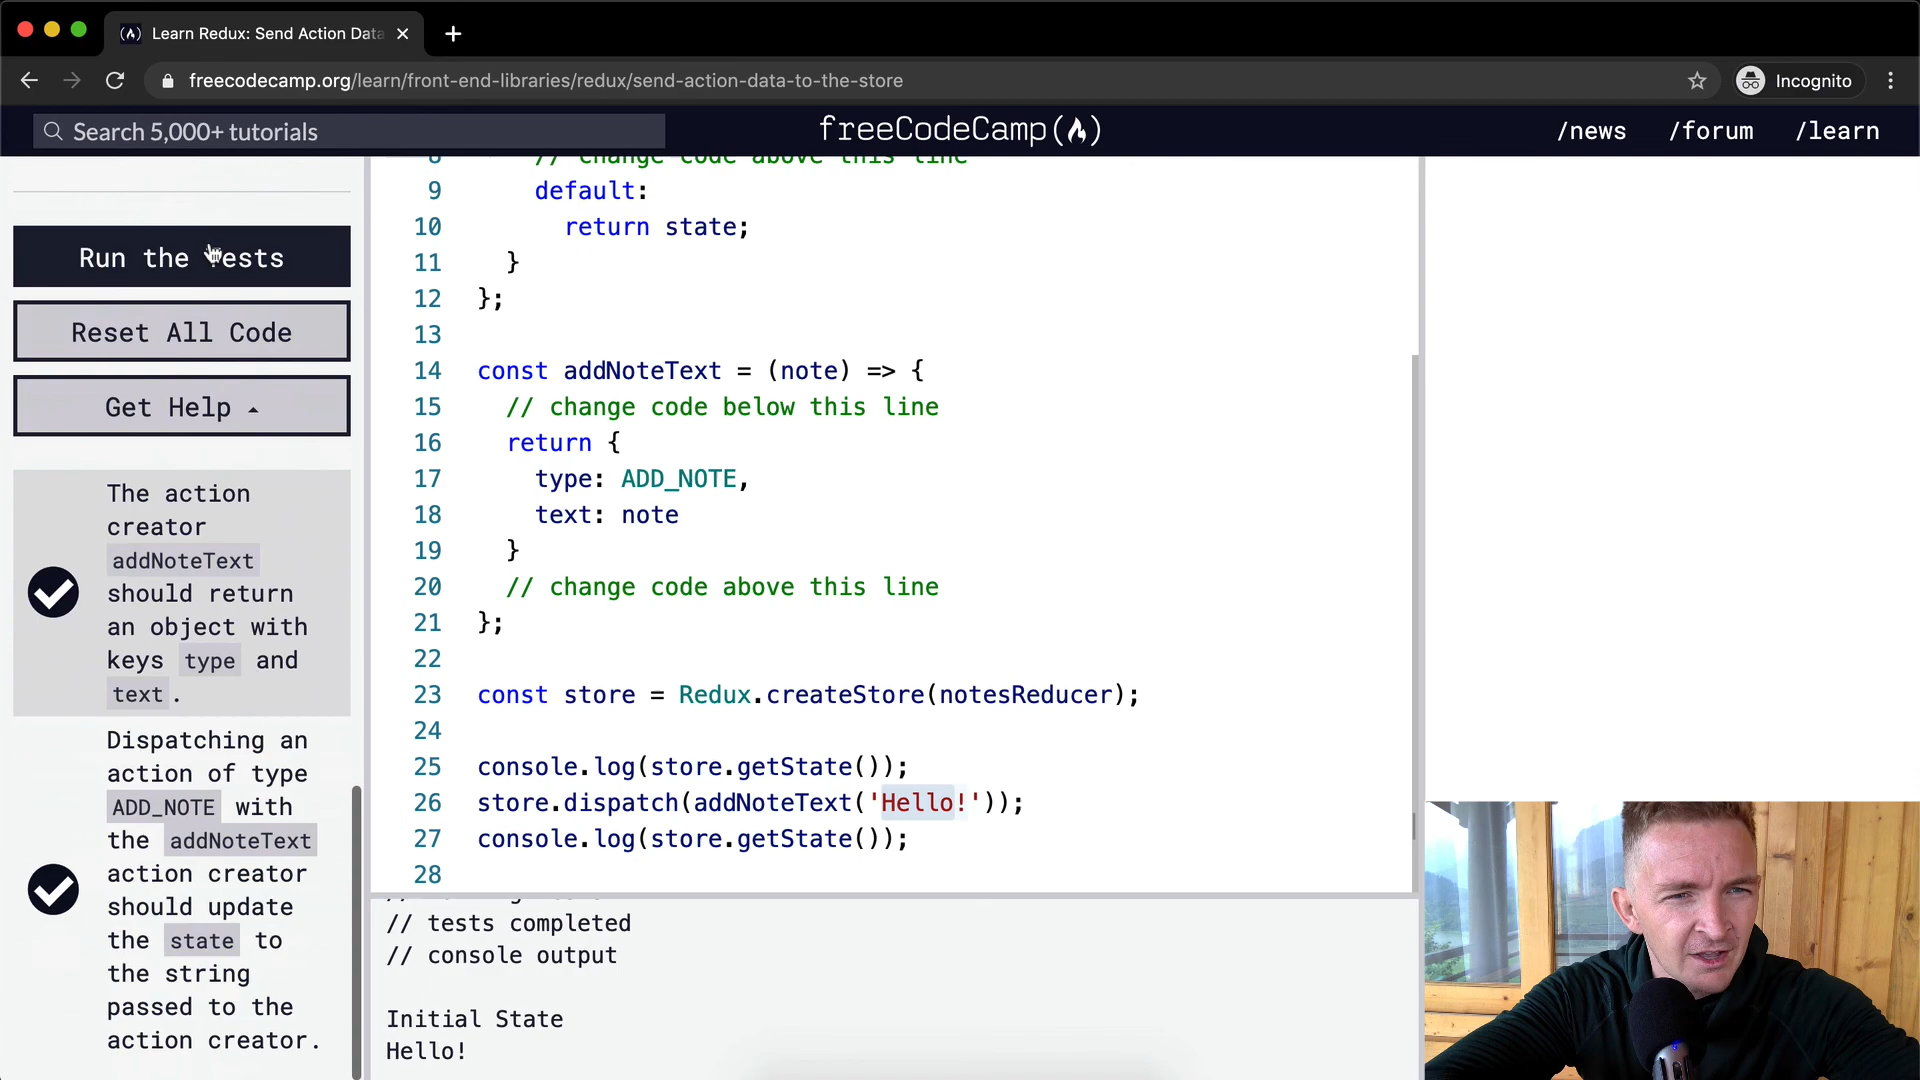 Learn Redux: Send Action Data
freecodecamp.org/learn/front-end-libraries/redux/send-action-data-to-the-store
Incognito
Search 5,000+ tutorials
freeCodeCamp
/news
/forum
/learn
Run the Tests
Reset All Code
Get Help
The action
creator
addNoteText
should return
an object with
keys type and
text.
Dispatching an
action of type
ADD_NOTE with
the addNoteText
action creator
should update
the state to
the string
passed to the
action creator.
8 // change code above this line
9 default:
10 return state;
11 }
12 };
13
14 const addNoteText = (note) => {
15 // change code below this line
16 return {
17 type: ADD_NOTE,
18 text: note
19 }
20 // change code above this line
21 };
22
23 const store = Redux.createStore(notesReducer);
24
25 console.log(store.getState());
26 store.dispatch(addNoteText('Hello!'));
27 console.log(store.getState());
28
// tests completed
// console output
Initial State
Hello!